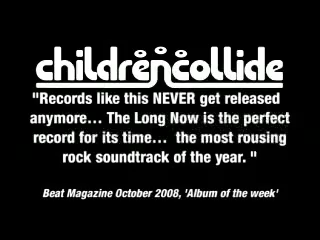 childrencollide
"Records like this NEVER get released
anymore… The Long Now is the perfect
record for its time… the most rousing
rock soundtrack of the year. "
Beat Magazine October 2008, 'Album of the week'